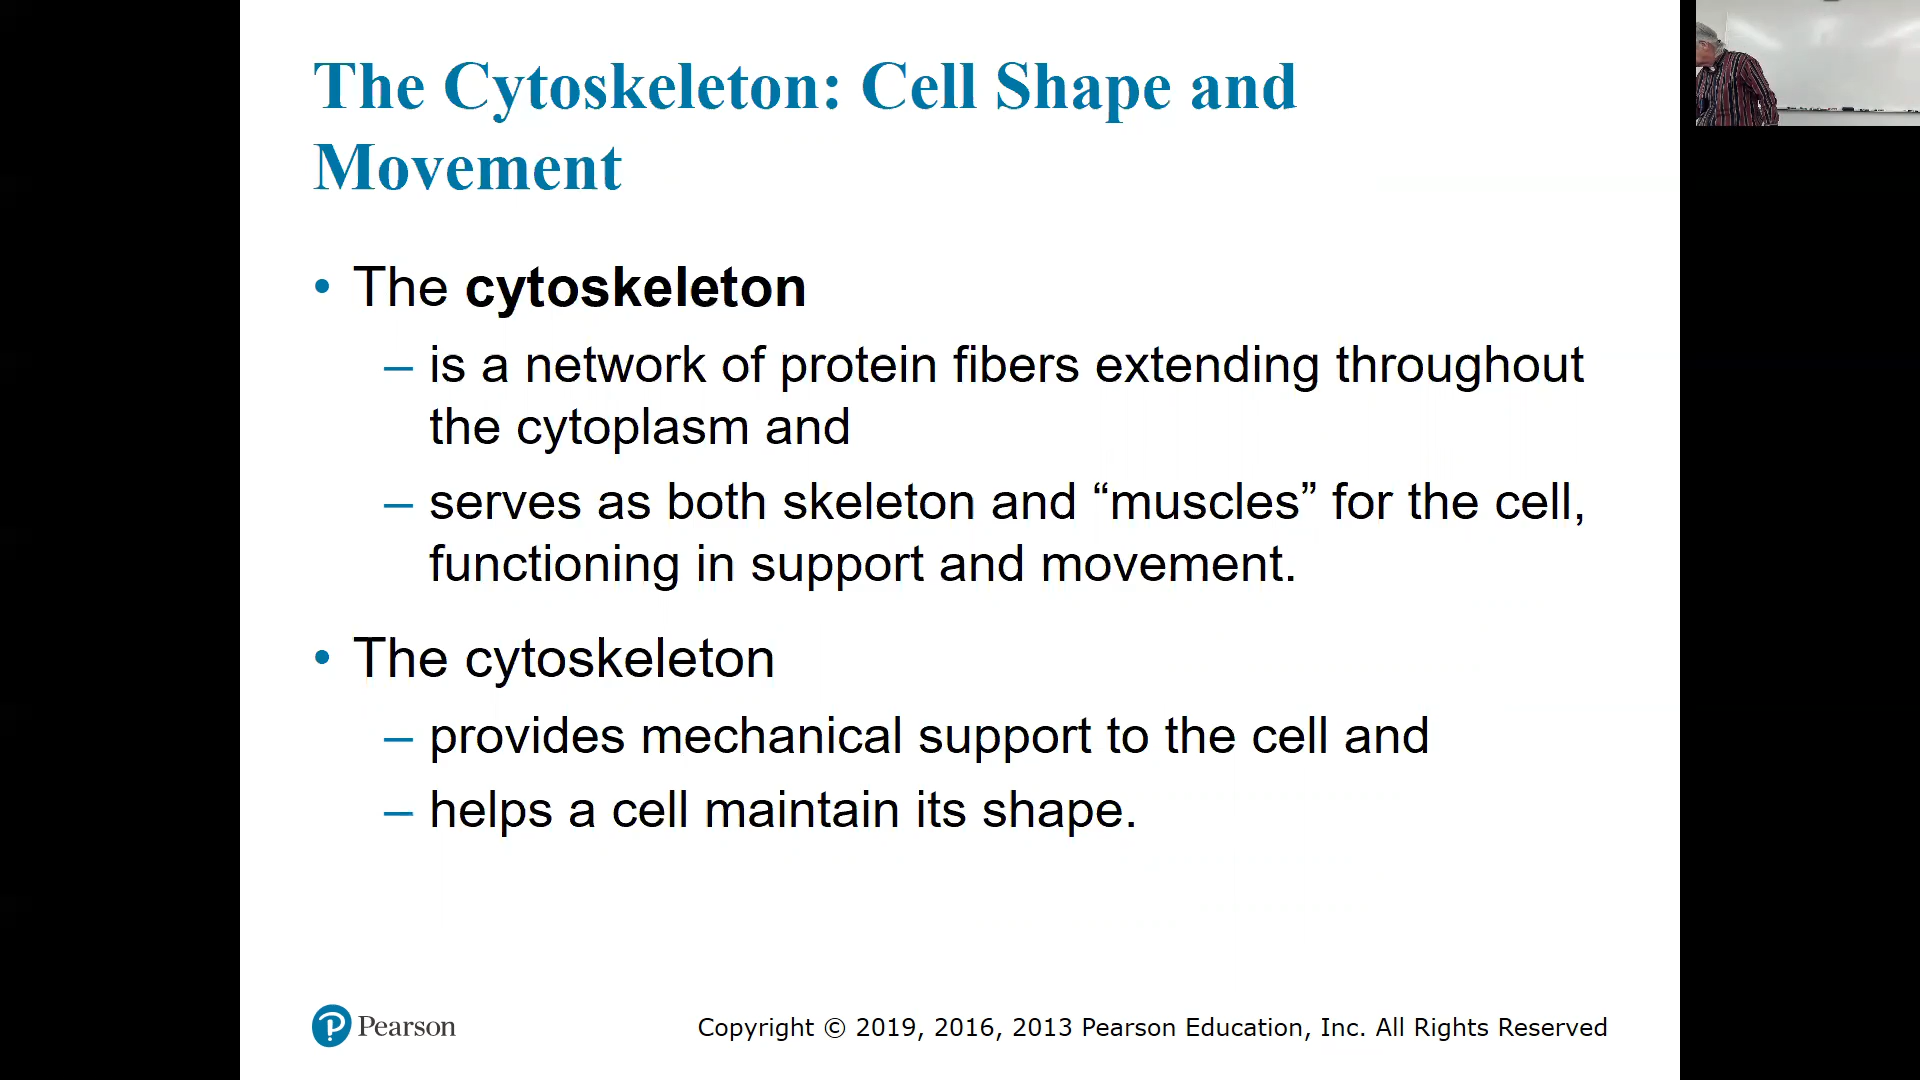 The Cytoskeleton: Cell Shape and
Movement
• The cytoskeleton
– is a network of protein fibers extending throughout
the cytoplasm and
– serves as both skeleton and “muscles” for the cell,
functioning in support and movement.
• The cytoskeleton
– provides mechanical support to the cell and
– helps a cell maintain its shape.
Pearson
Copyright © 2019, 2016, 2013 Pearson Education, Inc. All Rights Reserved